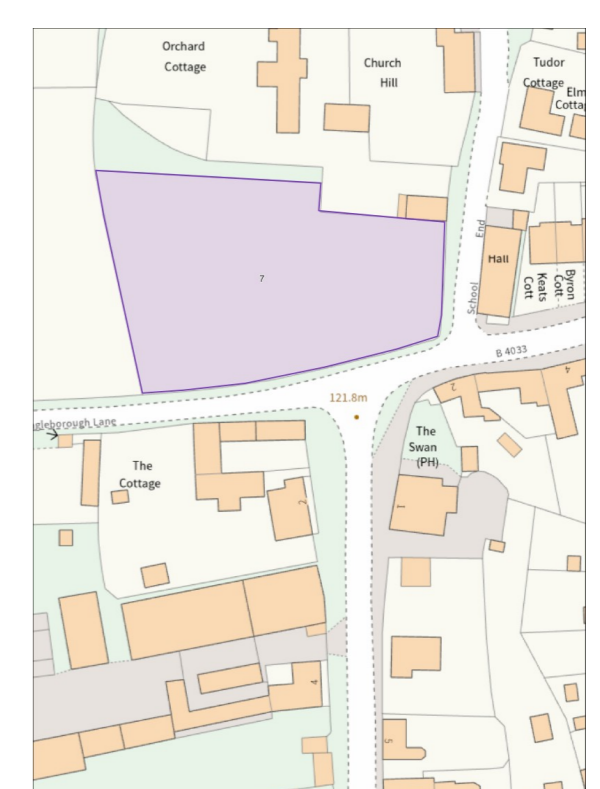 Orchard
Cottage
Church
Hill
Tudor
Cottage
Elm
Cotta
7
End
School
Hall
Keats
Cott
Byron
Cott
B 4033
121.8m
gleborough Lane
The
Cottage
2
The
Swan
(PH)
1
2
4
4
5